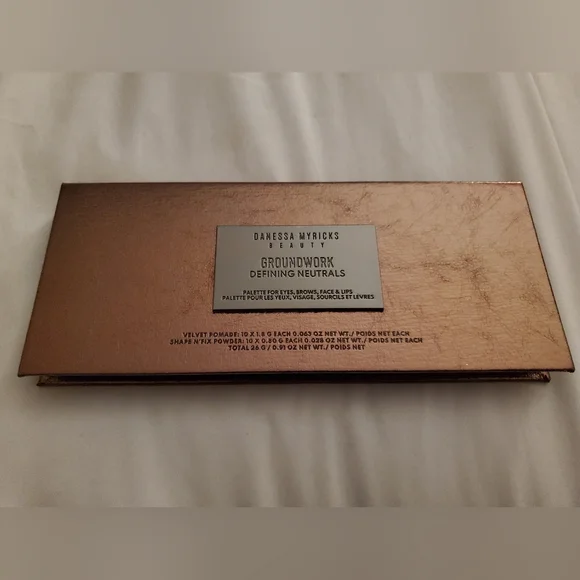 DANESSA MYRICKS
BEAUTY
GROUNDWORK
DEFINING NEUTRALS
PALETTE FOR EYES, BROWS, FACE & LIPS
PALETTE POUR LES YEUX, VISAGE, SOURCILS ET LÈVRES
VELVET POMADE: 10 X 1.8 G EACH 0.063 OZ NET WT./ POIDS NET EACH
SHAPE N'FIX POWDER: 10 X 0.80 G EACH 0.028 OZ NET WT./ POIDS NET EACH
TOTAL 26 G / 0.91 OZ NET WT./ POIDS NET